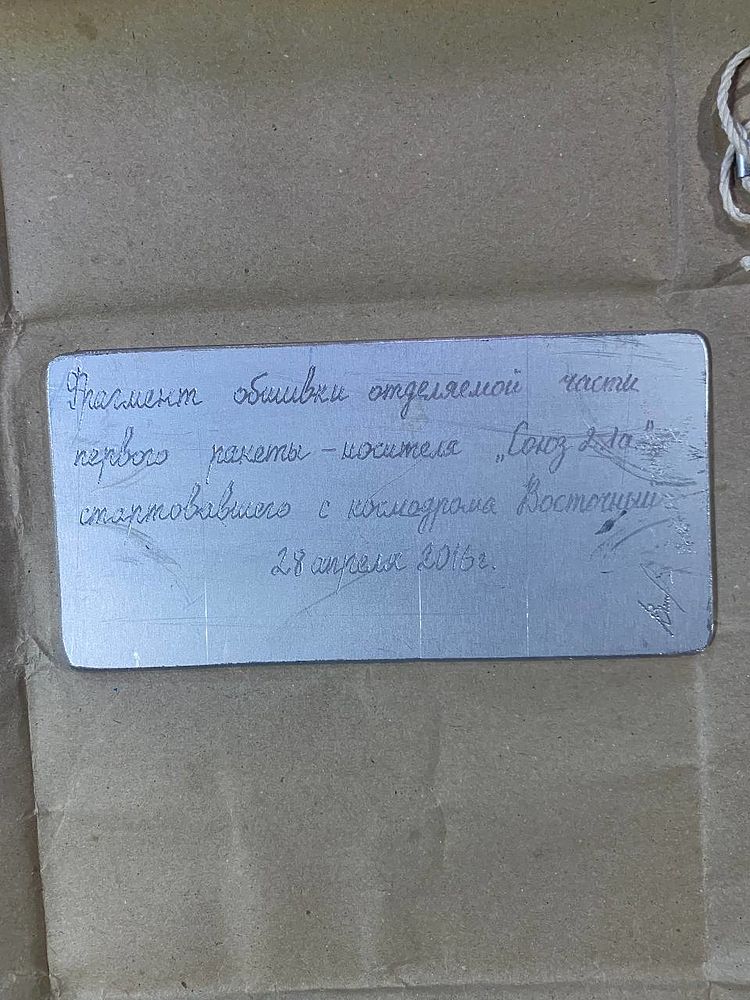 Фрагмент обшивки отделяемой части
первого ракеты-носителя „Союз 2.1а"
стартовавшего с космодрома Восточный
28 апреля 2016г.